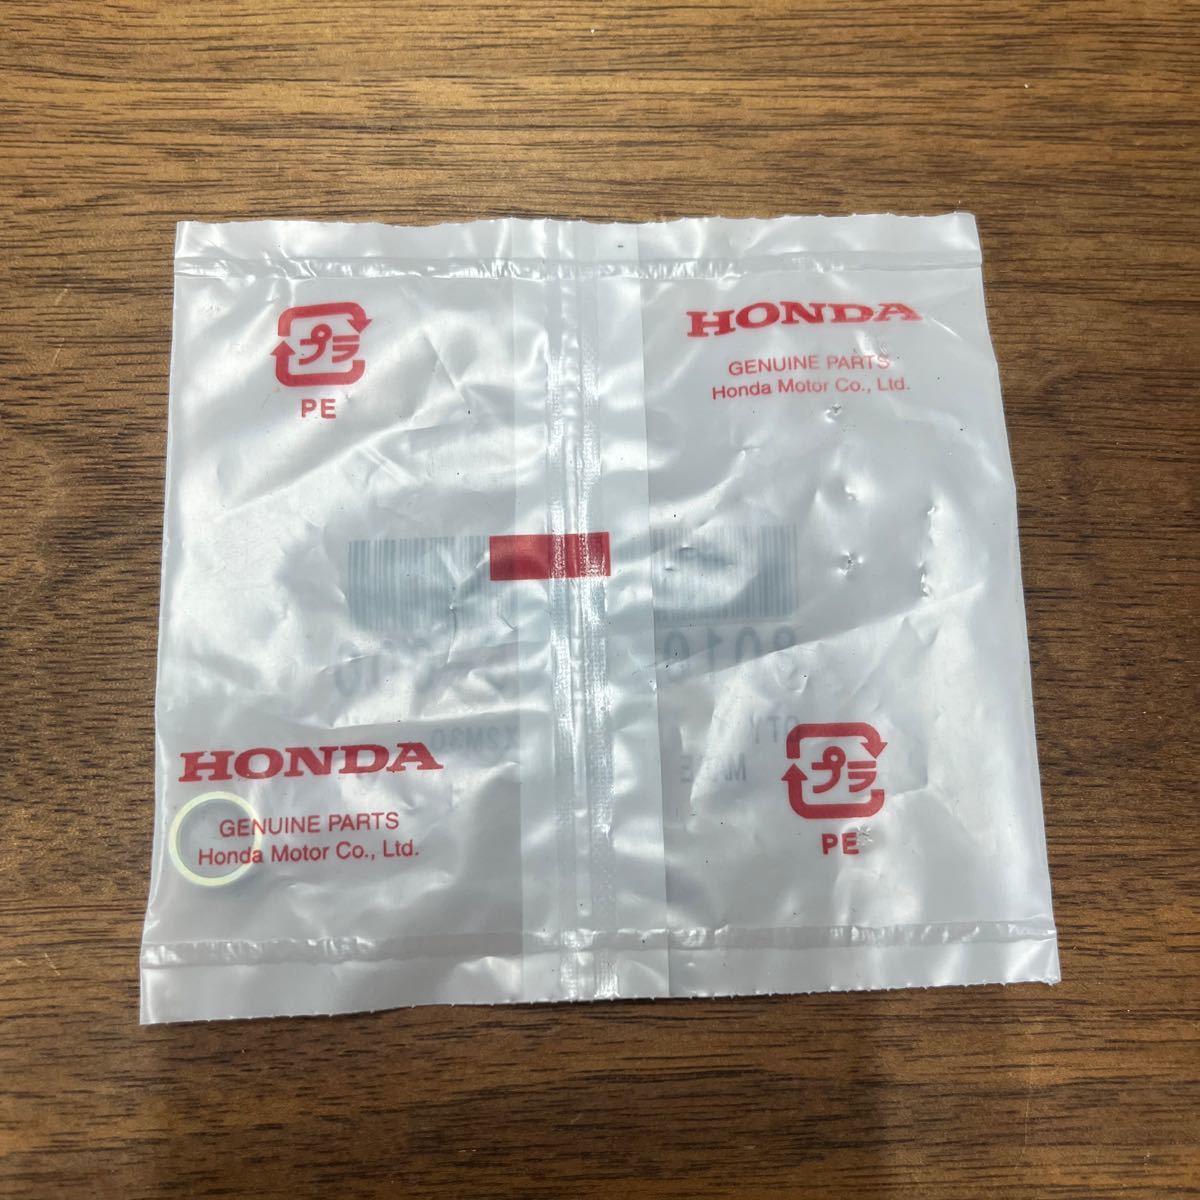 プラ
PE
HONDA
GENUINE PARTS
Honda Motor Co., Ltd.
HONDA
GENUINE PARTS
Honda Motor Co., Ltd.
プラ
PE